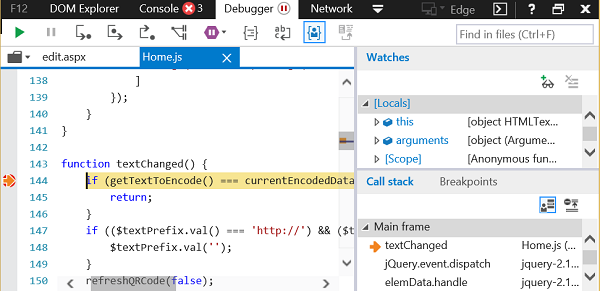 F12 DOM Explorer Console 3 Debugger Network Edge ?
Find in files (Ctrl+F)
edit.aspx Home.js X
138 ]
139 });
140 }
141 }
142
143 function textChanged() {
144 if (getTextToEncode() === currentEncodedData
145 return;
146 }
147 if (($textPrefix.val() === 'http://') && ($t
148 $textPrefix.val('');
149 }
150 refreshQRCode(false);
Watches
[Locals]
this [object HTMLTex...
arguments [object (Argume...
[Scope] [Anonymous fun...
Call stack Breakpoints
Main frame
textChanged Home.js (...
jQuery.event.dispatch jquery-2.1...
elemData.handle jquery-2.1...